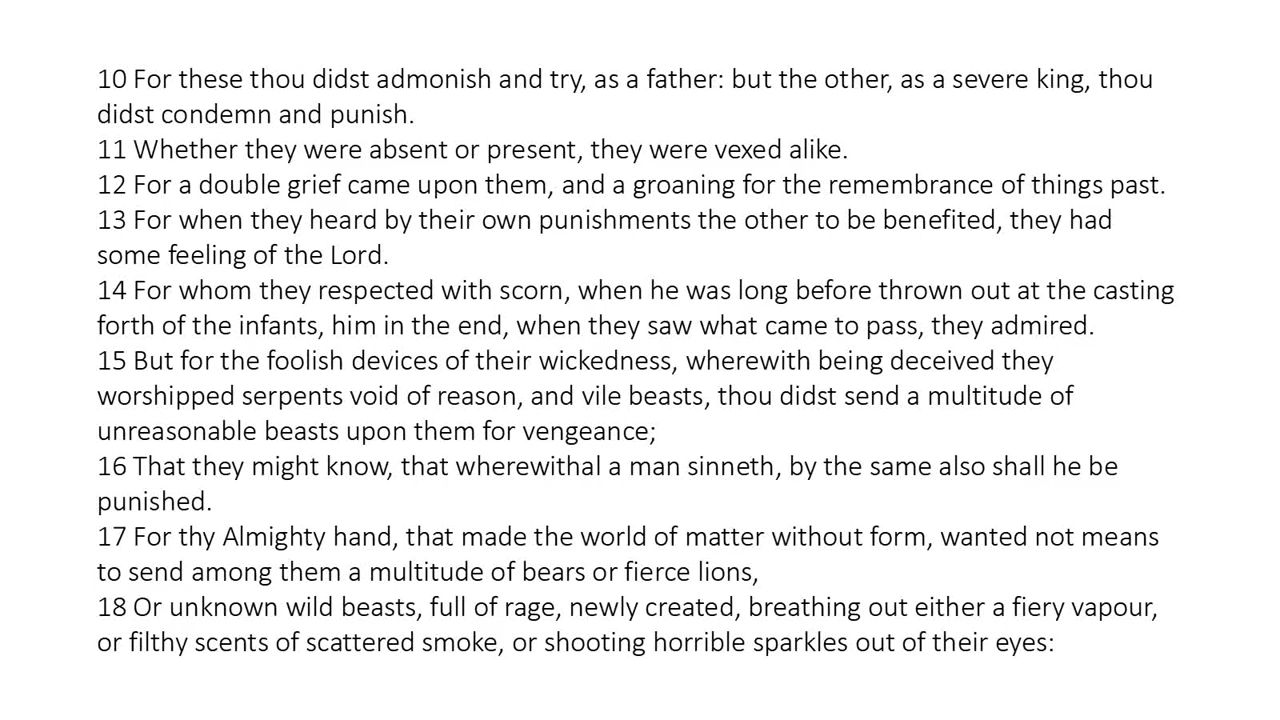 10 For these thou didst admonish and try, as a father: but the other, as a severe king, thou
didst condemn and punish.
11 Whether they were absent or present, they were vexed alike.
12 For a double grief came upon them, and a groaning for the remembrance of things past.
13 For when they heard by their own punishments the other to be benefited, they had
some feeling of the Lord.
14 For whom they respected with scorn, when he was long before thrown out at the casting
forth of the infants, him in the end, when they saw what came to pass, they admired.
15 But for the foolish devices of their wickedness, wherewith being deceived they
worshipped serpents void of reason, and vile beasts, thou didst send a multitude of
unreasonable beasts upon them for vengeance;
16 That they might know, that wherewithal a man sinneth, by the same also shall he be
punished.
17 For thy Almighty hand, that made the world of matter without form, wanted not means
to send among them a multitude of bears or fierce lions,
18 Or unknown wild beasts, full of rage, newly created, breathing out either a fiery vapour,
or filthy scents of scattered smoke, or shooting horrible sparkles out of their eyes: